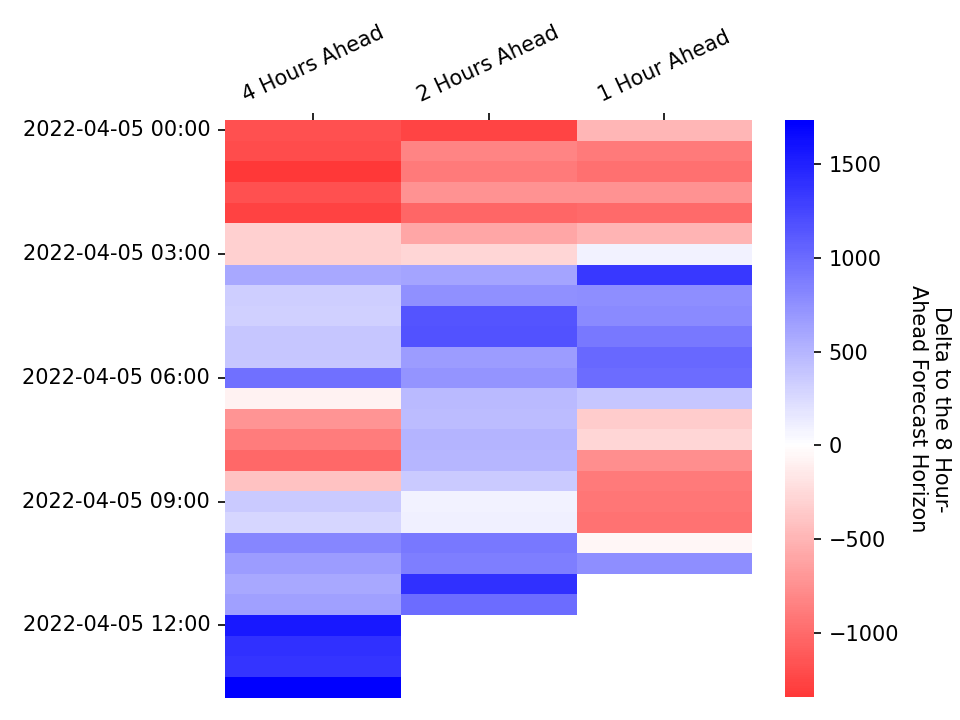 4 Hours Ahead
2 Hours Ahead
1 Hour Ahead
2022-04-05 00:00
2022-04-05 03:00
2022-04-05 06:00
2022-04-05 09:00
2022-04-05 12:00
1500
1000
500
0
−500
−1000
Delta to the 8 Hour-
Ahead Forecast Horizon